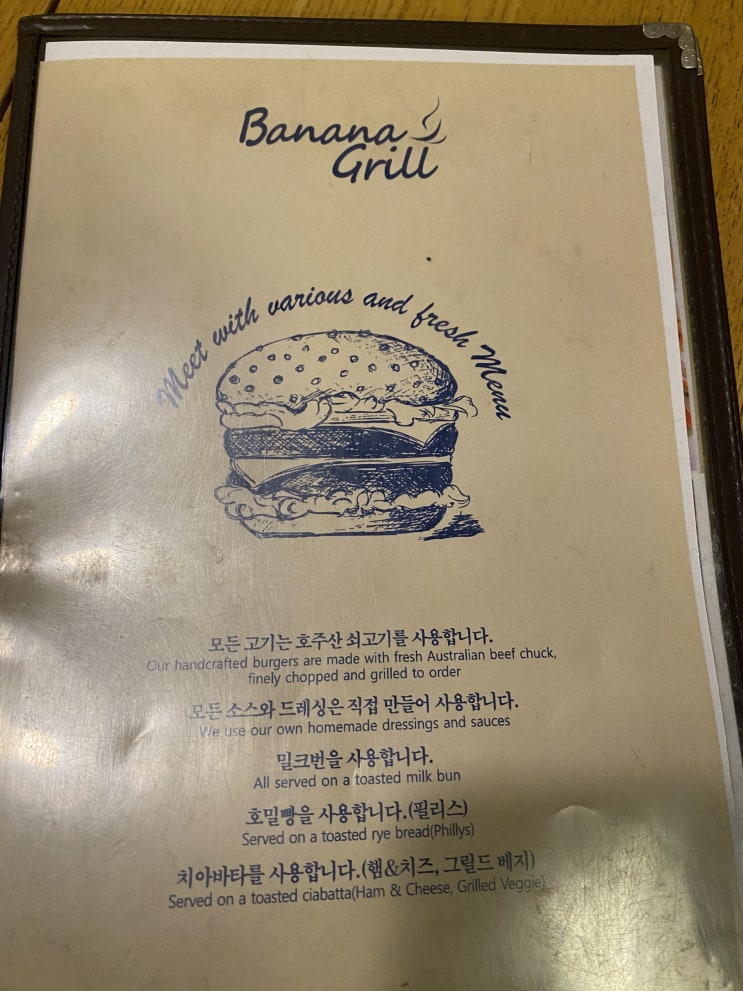 Banana
Grill
Meet with various and fresh Menu
모든 고기는 호주산 쇠고기를 사용합니다.
Our handcrafted burgers are made with fresh Australian beef chuck,
finely chopped and grilled to order
모든 소스와 드레싱은 직접 만들어 사용합니다.
We use our own homemade dressings and sauces
밀크번을 사용합니다.
All served on a toasted milk bun
호밀빵을 사용합니다.(필리스)
Served on a toasted rye bread(Phillys)
치아바타를 사용합니다.(햄&치즈, 그릴드 베지)
Served on a toasted ciabatta(Ham & Cheese, Grilled Veggie)